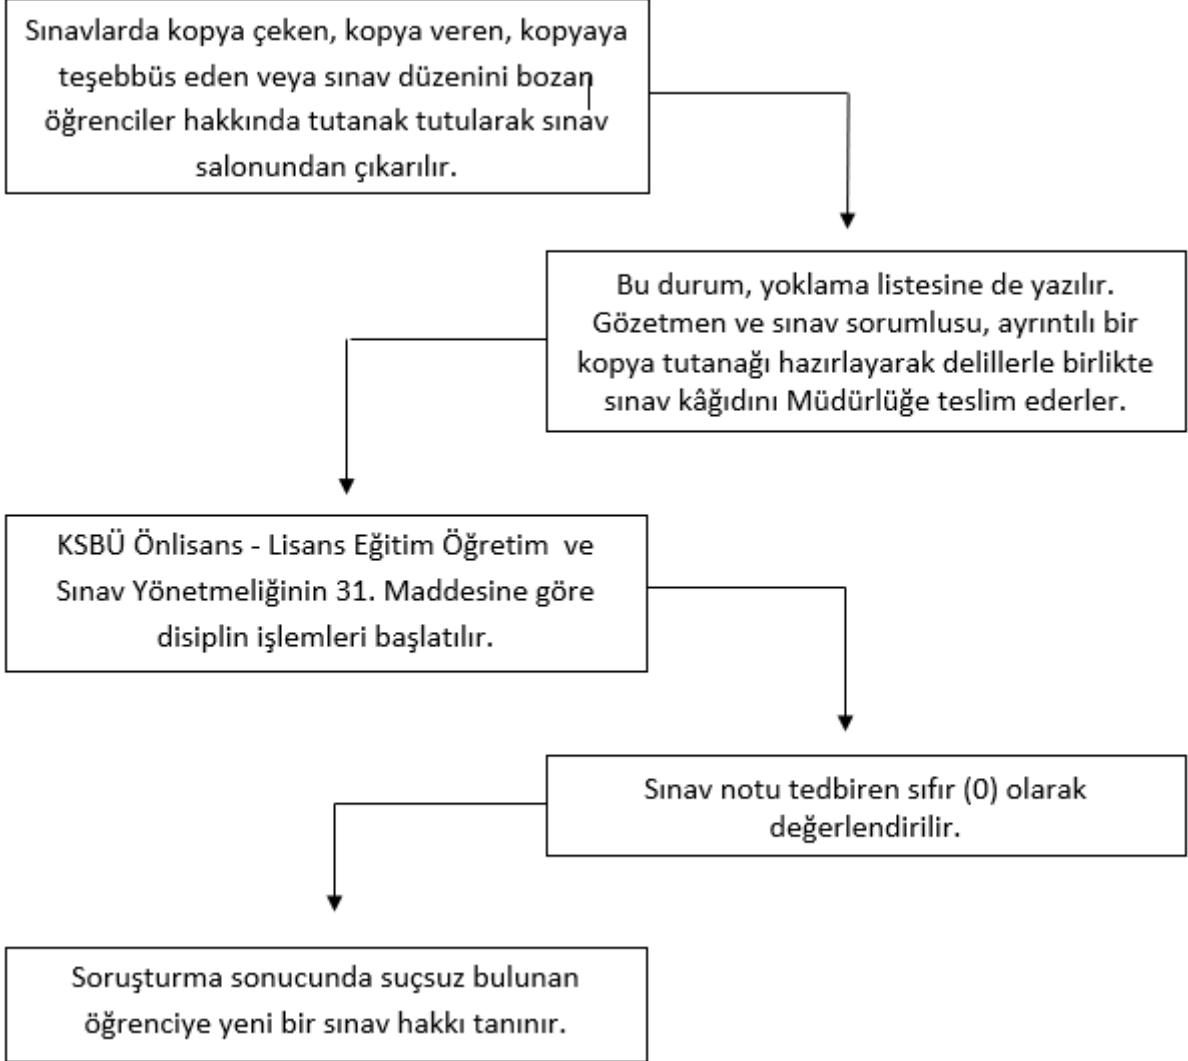 Sınavlarda kopya çeken, kopya veren, kopyaya
teşebbüs eden veya sınav düzenini bozan
öğrenciler hakkında tutanak tutularak sınav
salonundan çıkarılır.
Bu durum, yoklama listesine de yazılır.
Gözetmen ve sınav sorumlusu, ayrıntılı bir
kopya tutanağı hazırlayarak delillerle birlikte
sınav kâğıdını Müdürlüğe teslim ederler.
KSBÜ Önlisans - Lisans Eğitim Öğretim  ve
Sınav Yönetmeliğinin 31. Maddesine göre
disiplin işlemleri başlatılır.
Sınav notu tedbiren sıfır (0) olarak
değerlendirilir.
Soruşturma sonucunda suçsuz bulunan
öğrenciye yeni bir sınav hakkı tanınır.